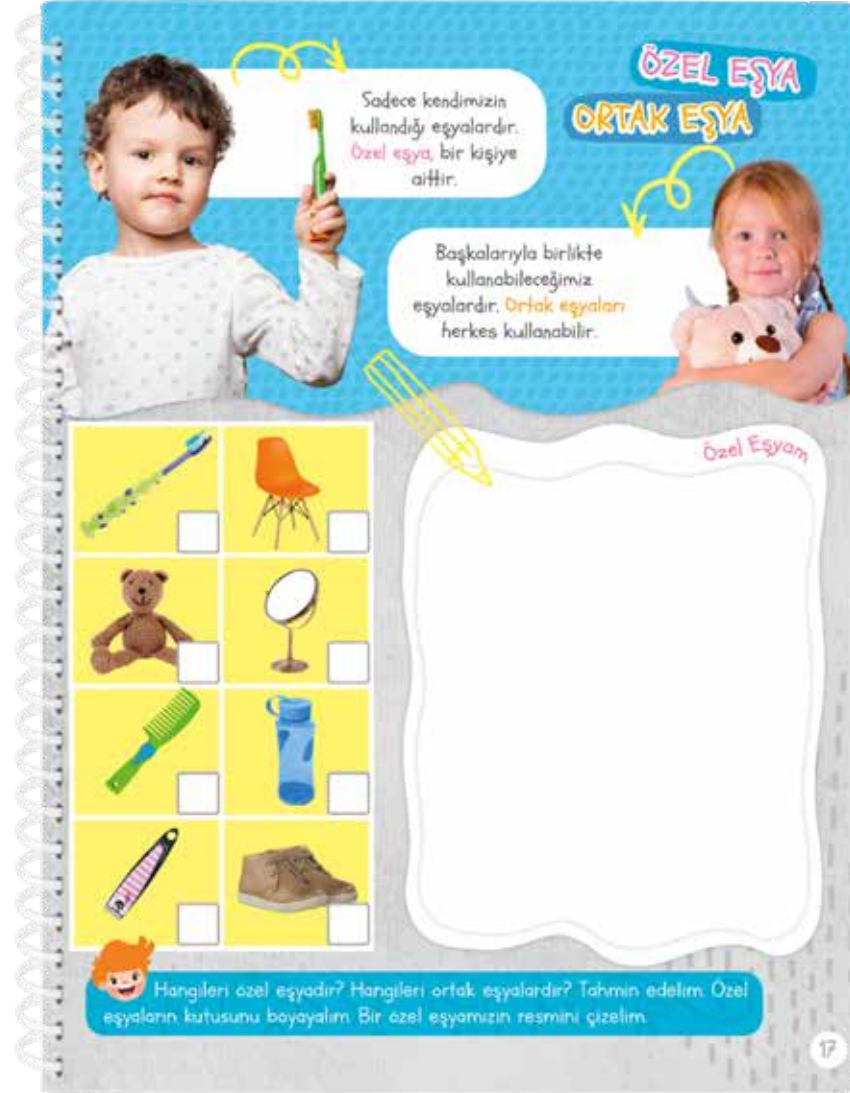 ÖZEL EŞYA
ORTAK EŞYA
Sadece kendimizin
kullandığı eşyalardır.
Özel eşya, bir kişiye
aittir.
Başkalarıyla birlikte
kullanabileceğimiz
eşyalardır. Ortak eşyaları
herkes kullanabilir.
Özel Eşyam
Hangileri özel eşyadır? Hangileri ortak eşyalardır? Tahmin edelim. Özel
eşyaların kutusunu boyayalım. Bir özel eşyamızın resmini çizelim.
17